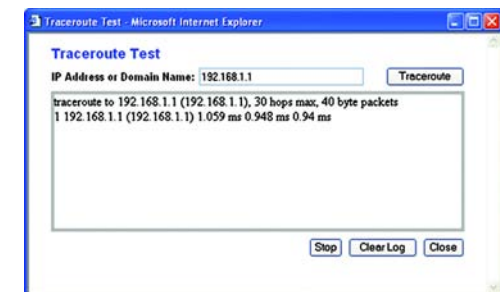 Traceroute Test - Microsoft Internet Explorer
Traceroute Test
IP Address or Domain Name: 192.168.1.1 Traceroute
traceroute to 192.168.1.1 (192.168.1.1), 30 hops max, 40 byte packets
1 192.168.1.1 (192.168.1.1) 1.059 ms 0.948 ms 0.94 ms
Stop Clear Log Close